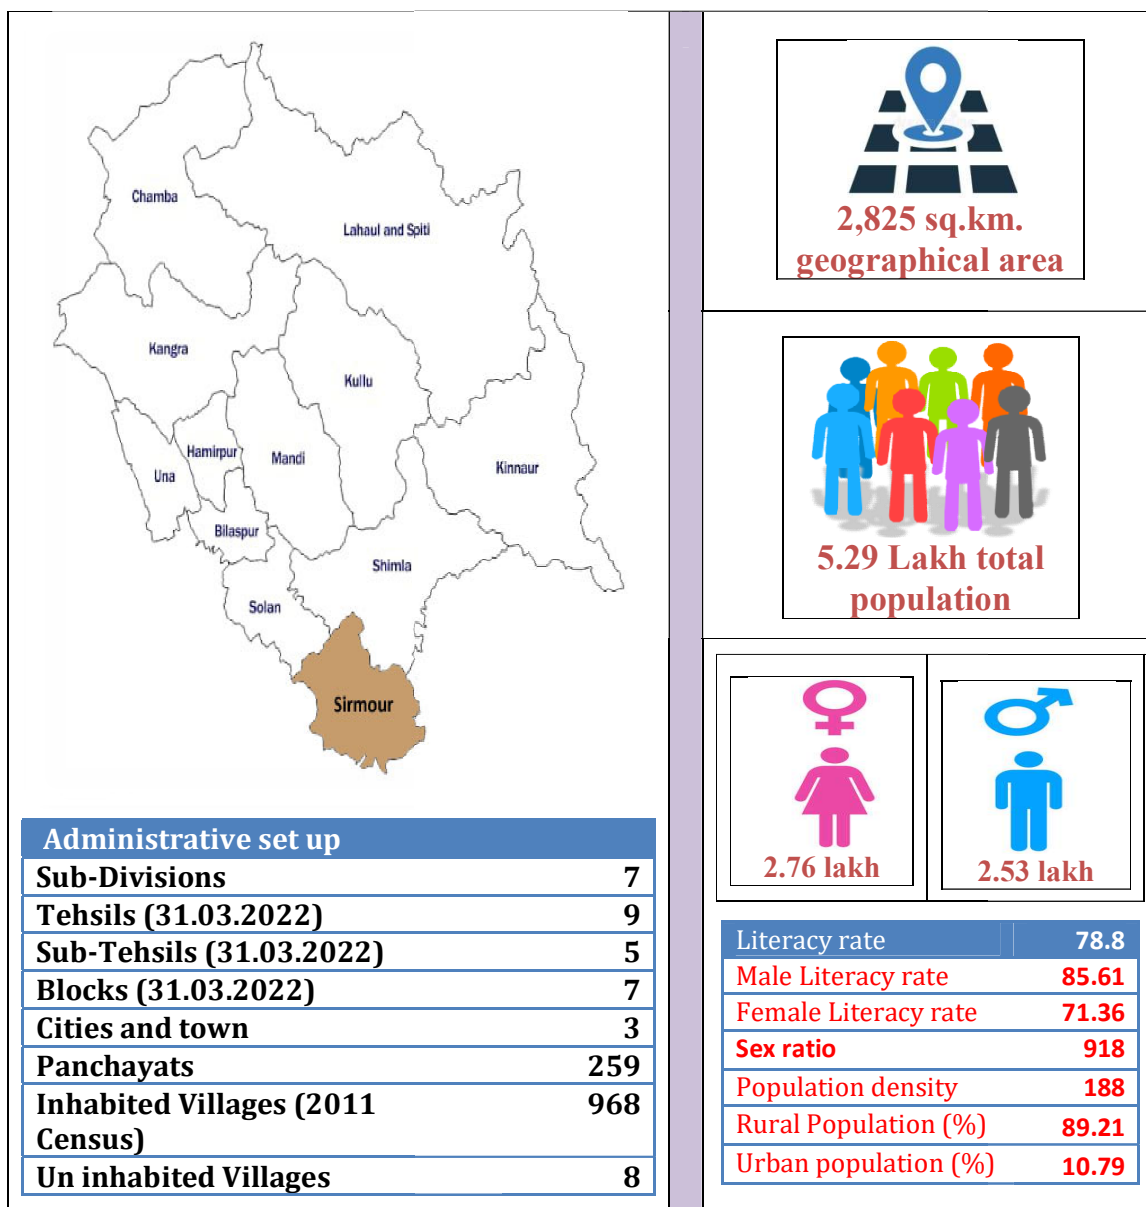 Chamba
Lahaul and Spiti
Kangra
Kullu
Hamirpur
Mandi
Una
Kinnaur
Bilaspur
Shimla
Solan
Sirmour
Administrative set up
Sub-Divisions 7
Tehsils (31.03.2022) 9
Sub-Tehsils (31.03.2022) 5
Blocks (31.03.2022) 7
Cities and town 3
Panchayats 259
Inhabited Villages (2011 968
Census)
Un inhabited Villages 8
2,825 sq.km.
geographical area
5.29 Lakh total
population
2.76 lakh
2.53 lakh
Literacy rate 78.8
Male Literacy rate 85.61
Female Literacy rate 71.36
Sex ratio 918
Population density 188
Rural Population (%) 89.21
Urban population (%) 10.79